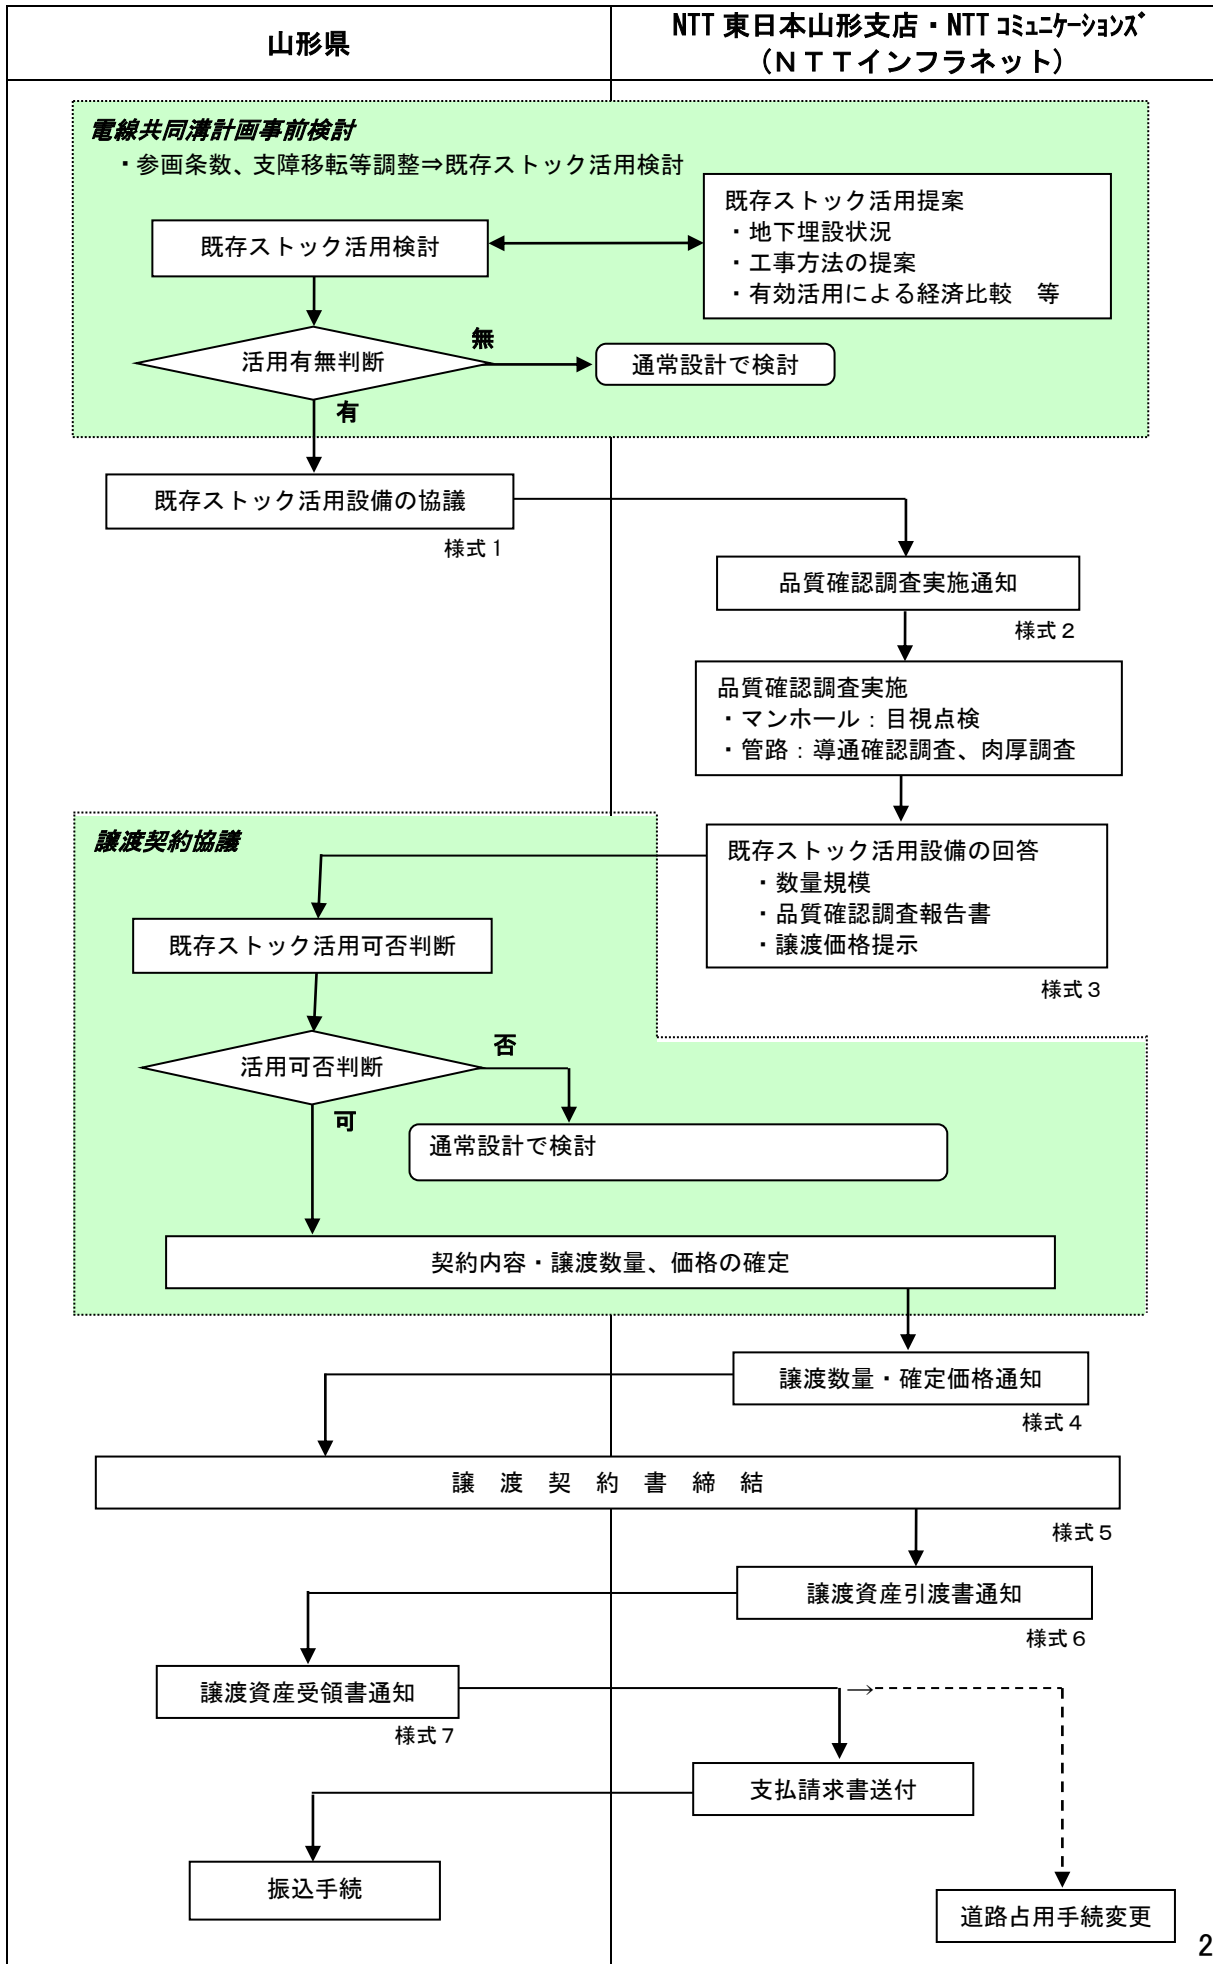 山形県
NTT 東日本山形支店・NTT ｺﾐｭﾆｹｰｼｮﾝｽﾞ
（ＮＴＴインフラネット）
電線共同溝計画事前検討
・参画条数、支障移転等調整⇒既存ストック活用検討
既存ストック活用提案
・地下埋設状況
・工事方法の提案
・有効活用による経済比較　等
既存ストック活用検討
無
活用有無判断
通常設計で検討
有
既存ストック活用設備の協議
様式１
品質確認調査実施通知
様式２
品質確認調査実施
・マンホール：目視点検
・管路：導通確認調査、肉厚調査
譲渡契約協議
既存ストック活用設備の回答
・数量規模
・品質確認調査報告書
・譲渡価格提示
様式３
既存ストック活用可否判断
否
活用可否判断
可
通常設計で検討
契約内容・譲渡数量、価格の確定
譲渡数量・確定価格通知
様式４
譲　渡　契　約　書　締　結
様式５
譲渡資産引渡書通知
様式６
譲渡資産受領書通知
→
様式７
支払請求書送付
振込手続
道路占用手続変更
2